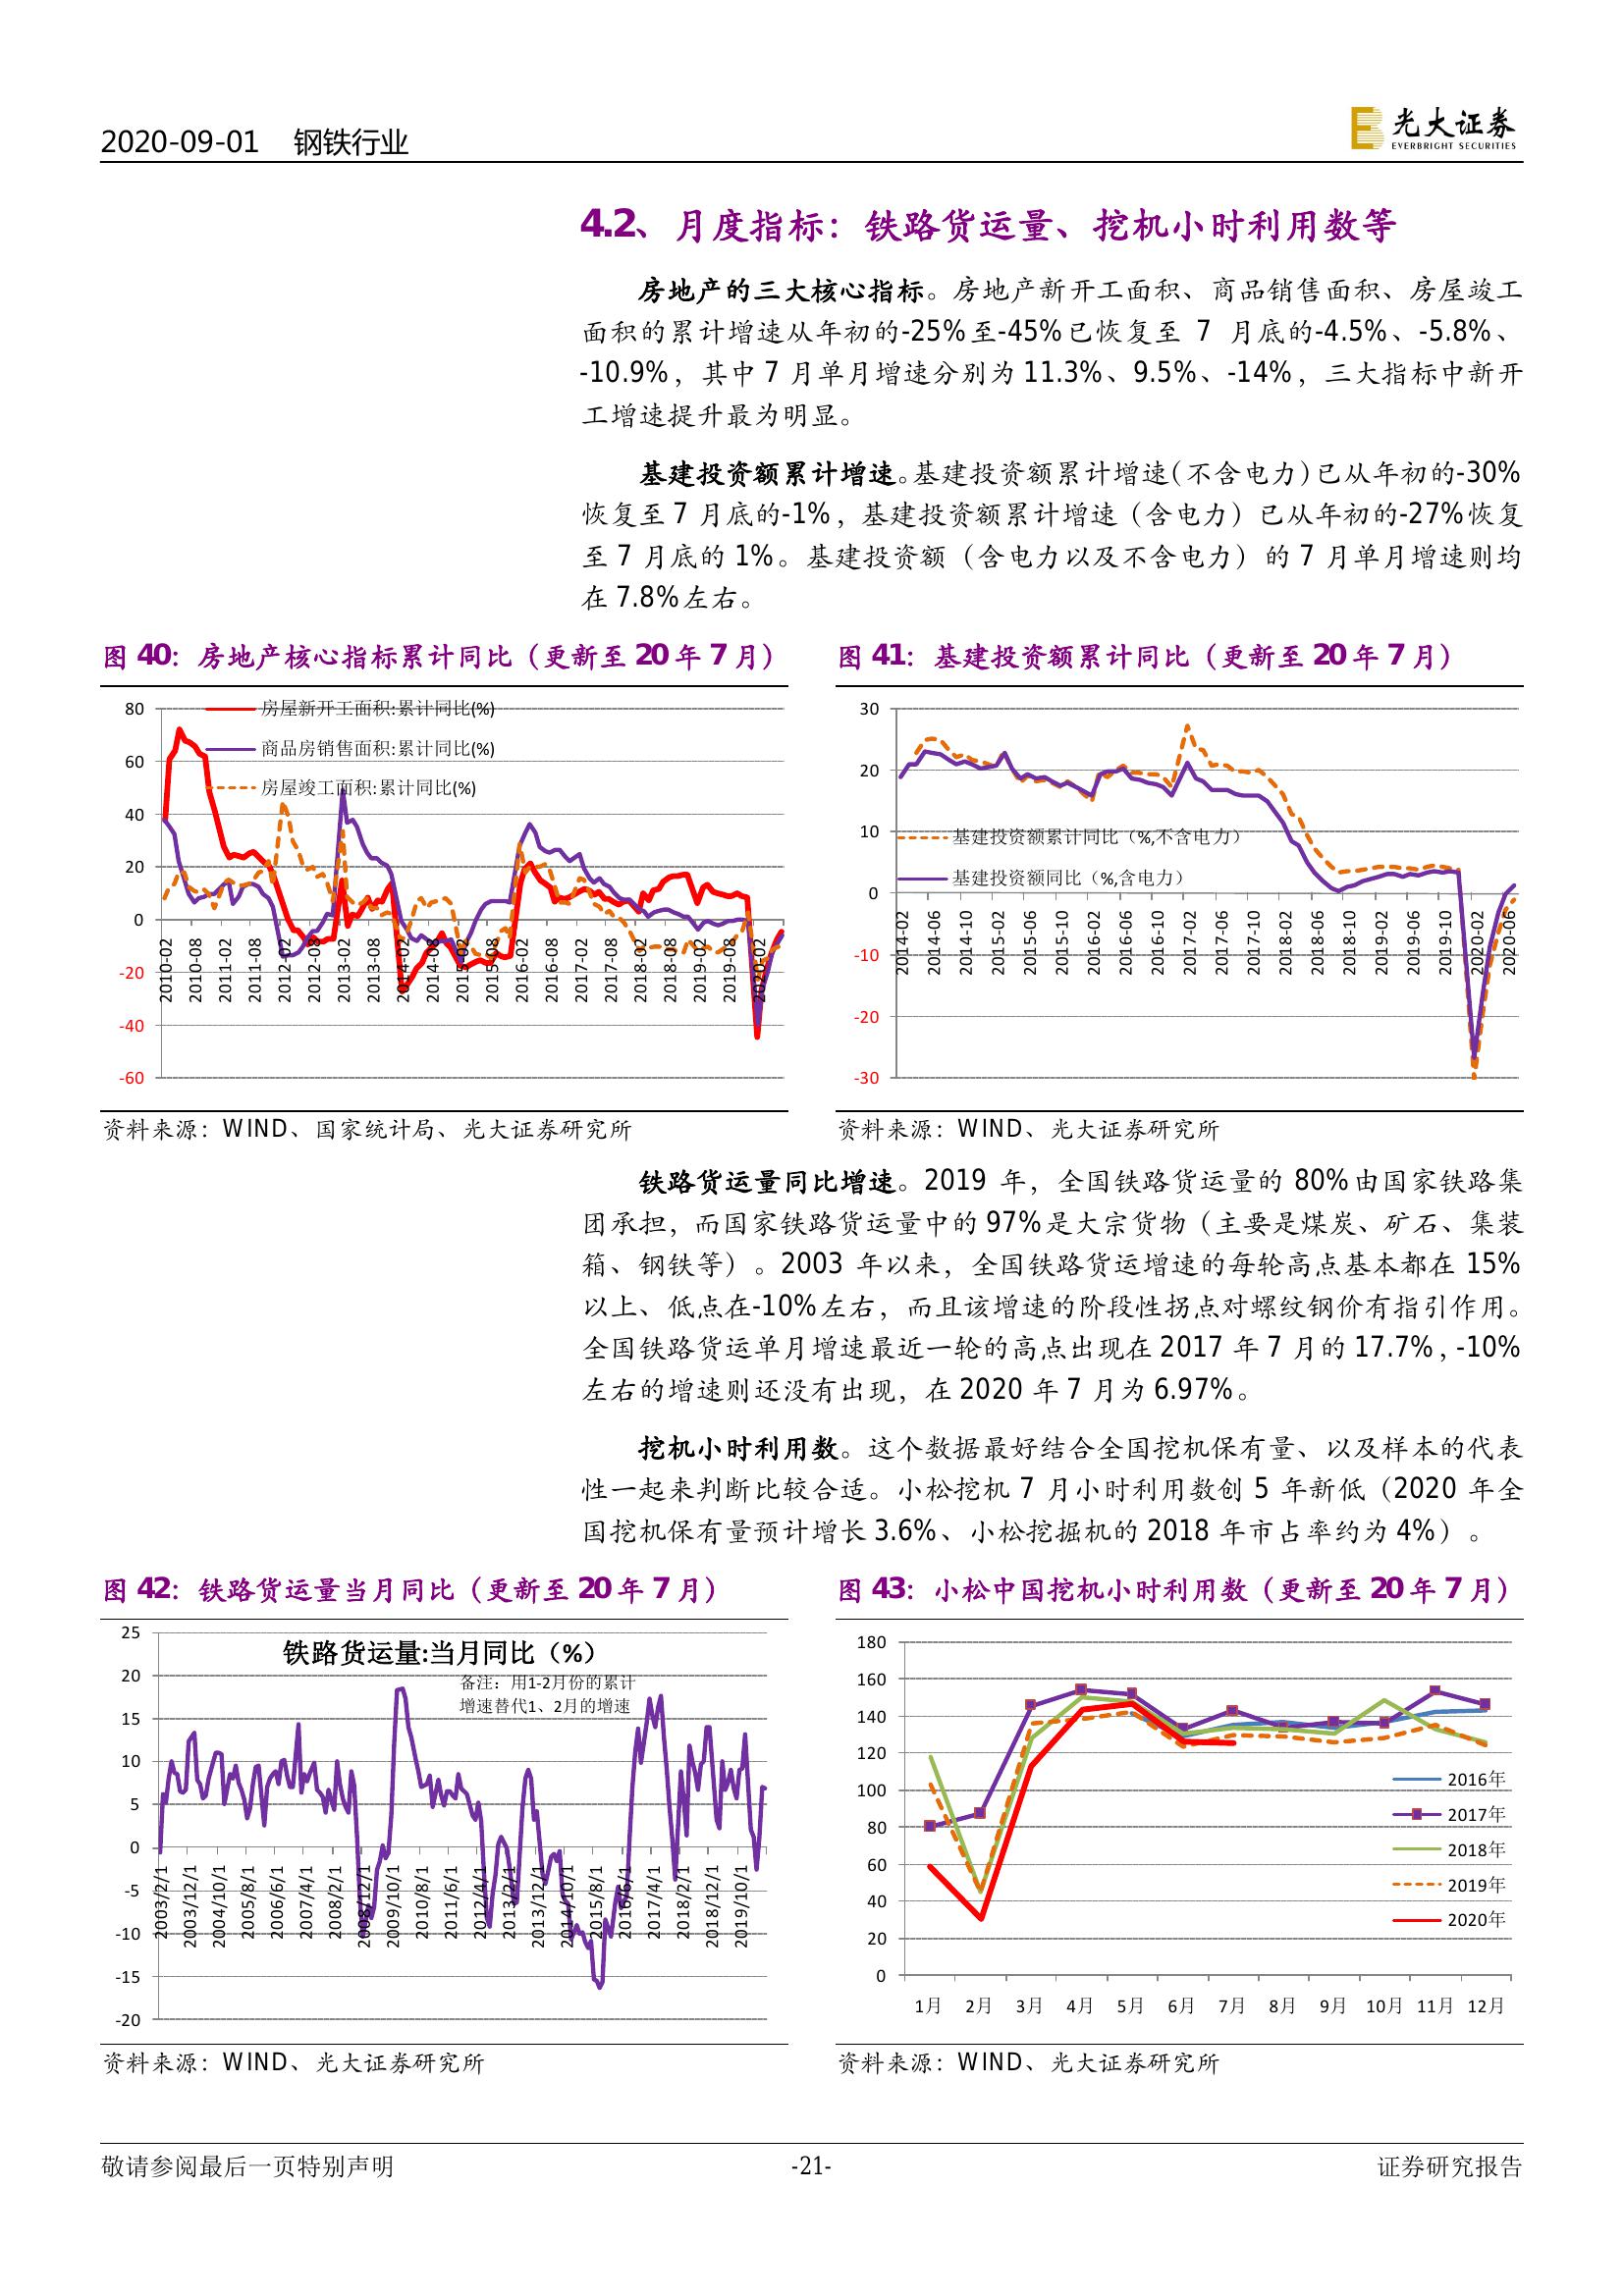 2020-09-01 钢铁行业
光大证券
EVERBRIGHT SECURITIES
4.2、月度指标：铁路货运量、挖机小时利用数等
房地产的三大核心指标。房地产新开工面积、商品销售面积、房屋竣工
面积的累计增速从年初的-25%至-45%已恢复至 7 月底的-4.5%、-5.8%、
-10.9%，其中 7 月单月增速分别为 11.3%、9.5%、-14%，三大指标中新开
工增速提升最为明显。
基建投资额累计增速。基建投资额累计增速（不含电力）已从年初的-30%
恢复至 7 月底的-1%，基建投资额累计增速（含电力）已从年初的-27%恢复
至 7 月底的 1%。基建投资额（含电力以及不含电力）的 7 月单月增速则均
在 7.8%左右。
图 40：房地产核心指标累计同比（更新至 20 年 7 月）
80
60
40
20
0
-20
-40
-60
房屋新开工面积:累计同比(%)
商品房销售面积:累计同比(%)
房屋竣工面积:累计同比(%)
2010-02
2010-08
2011-02
2011-08
2012-02
2012-08
2013-02
2013-08
2014-02
2014-08
2015-02
2015-08
2016-02
2016-08
2017-02
2017-08
2018-02
2018-08
2019-02
2019-08
2020-02
资料来源：WIND、国家统计局、光大证券研究所
图 41：基建投资额累计同比（更新至 20 年 7 月）
30
20
10
0
-10
-20
-30
基建投资额累计同比（%,不含电力）
基建投资额同比（%,含电力）
2014-02
2014-06
2014-10
2015-02
2015-06
2015-10
2016-02
2016-06
2016-10
2017-02
2017-06
2017-10
2018-02
2018-06
2018-10
2019-02
2019-06
2019-10
2020-02
2020-06
资料来源：WIND、光大证券研究所
铁路货运量同比增速。2019 年，全国铁路货运量的 80%由国家铁路集
团承担，而国家铁路货运量中的 97%是大宗货物（主要是煤炭、矿石、集装
箱、钢铁等）。2003 年以来，全国铁路货运增速的每轮高点基本都在 15%
以上、低点在-10%左右，而且该增速的阶段性拐点对螺纹钢价有指引作用。
全国铁路货运单月增速最近一轮的高点出现在 2017 年 7 月的 17.7%，-10%
左右的增速则还没有出现，在 2020 年 7 月为 6.97%。
挖机小时利用数。这个数据最好结合全国挖机保有量、以及样本的代表
性一起来判断比较合适。小松挖机 7 月小时利用数创 5 年新低（2020 年全
国挖机保有量预计增长 3.6%、小松挖掘机的 2018 年市占率约为 4%）。
图 42：铁路货运量当月同比（更新至 20 年 7 月）
铁路货运量:当月同比（%）
备注：用1-2月份的累计
增速替代1、2月的增速
25
20
15
10
5
0
-5
-10
-15
-20
2003/2/1
2003/12/1
2004/10/1
2005/8/1
2006/6/1
2007/4/1
2008/2/1
2008/12/1
2009/10/1
2010/8/1
2011/6/1
2012/4/1
2013/2/1
2013/12/1
2014/10/1
2015/8/1
2016/6/1
2017/4/1
2018/2/1
2018/12/1
2019/10/1
资料来源：WIND、光大证券研究所
图 43：小松中国挖机小时利用数（更新至 20 年 7 月）
180
160
140
120
100
80
60
40
20
0
2016年
2017年
2018年
2019年
2020年
1月 2月 3月 4月 5月 6月 7月 8月 9月 10月 11月 12月
资料来源：WIND、光大证券研究所
敬请参阅最后一页特别声明 -21- 证券研究报告